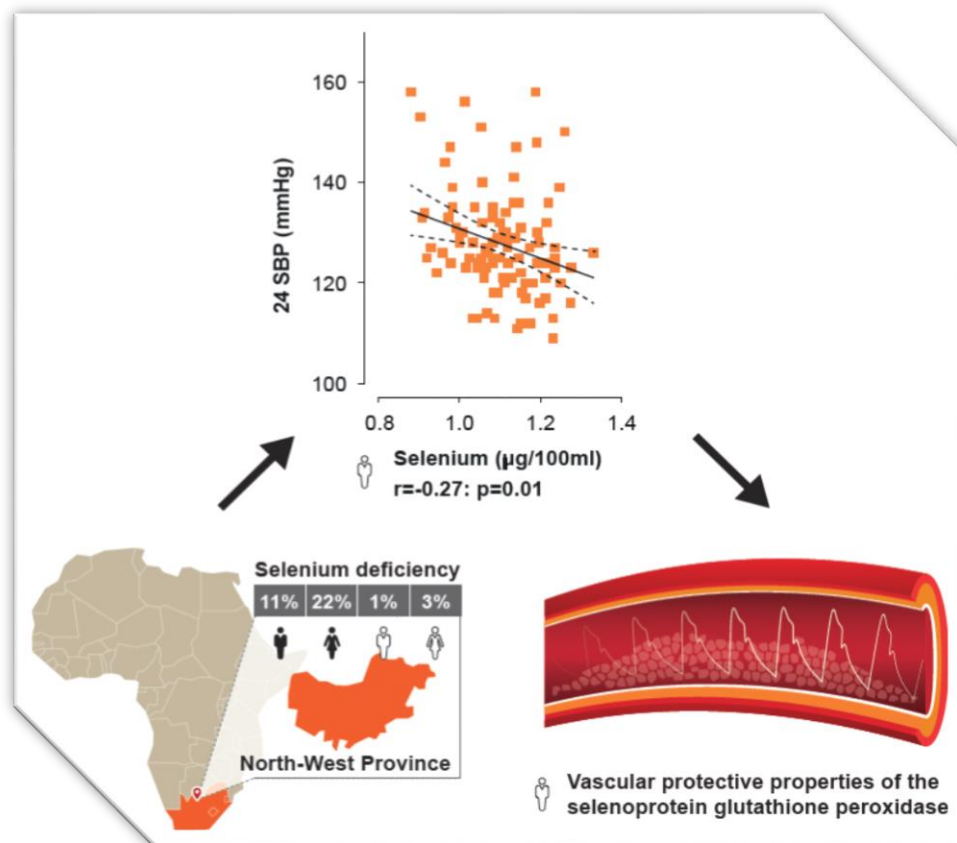 160
140
120
100
24 SBP (mmHg)
0.8 1.0 1.2 1.4
Selenium (µg/100ml)
r=-0.27: p=0.01
Selenium deficiency
11% 22% 1% 3%
North-West Province
Vascular protective properties of the
selenoprotein glutathione peroxidase